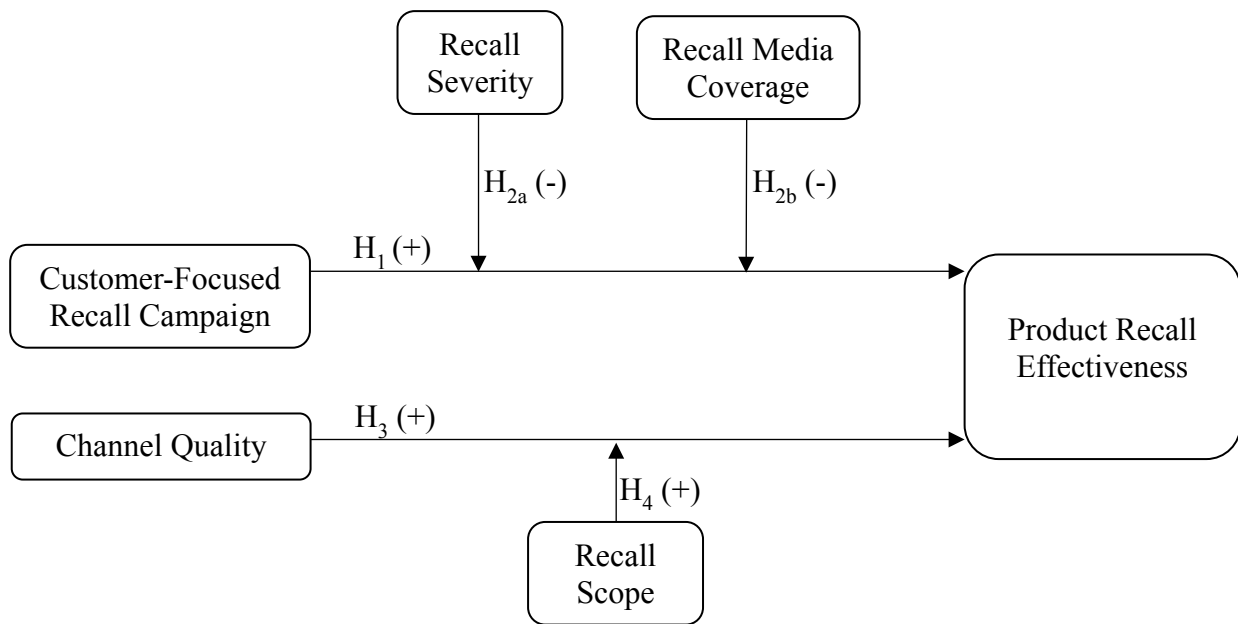 Recall
Severity
Recall Media
Coverage
H2a (-)
H2b (-)
H1 (+)
Customer-Focused
Recall Campaign
Product Recall
Effectiveness
H3 (+)
Channel Quality
H4 (+)
Recall
Scope